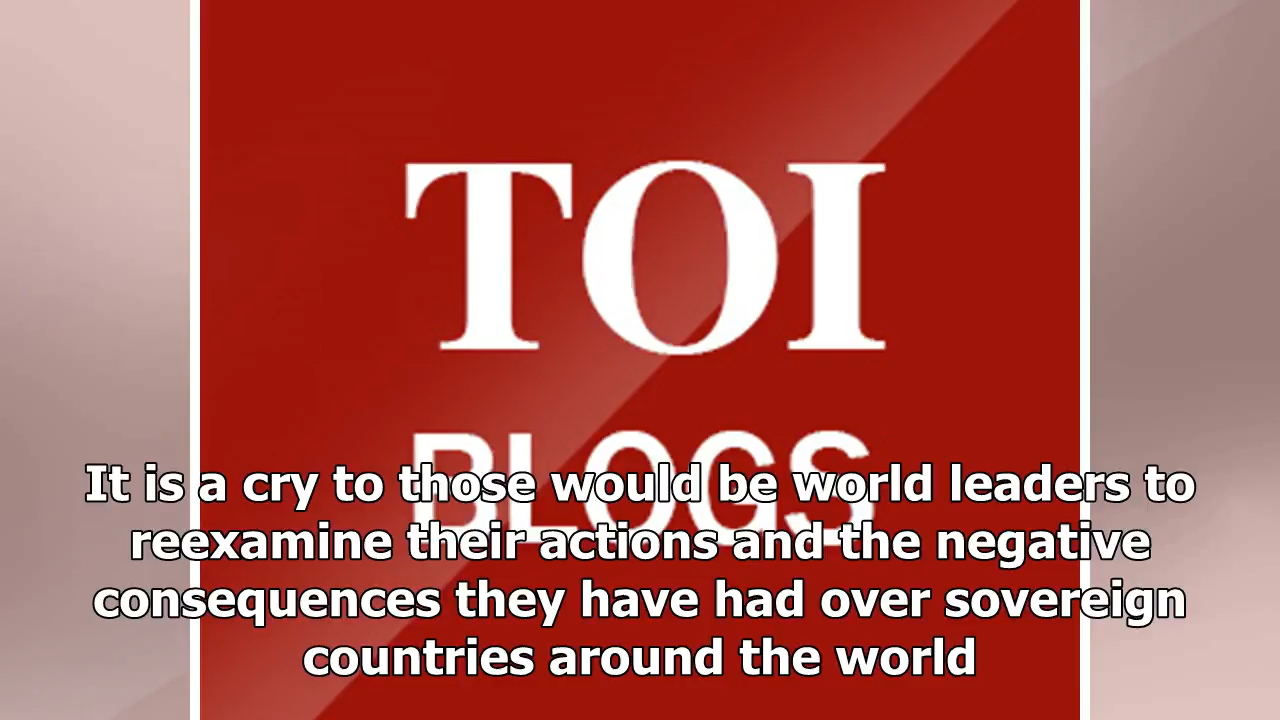 TOI
BLOGS
It is a cry to those would be world leaders to
reexamine their actions and the negative
consequences they have had over sovereign
countries around the world